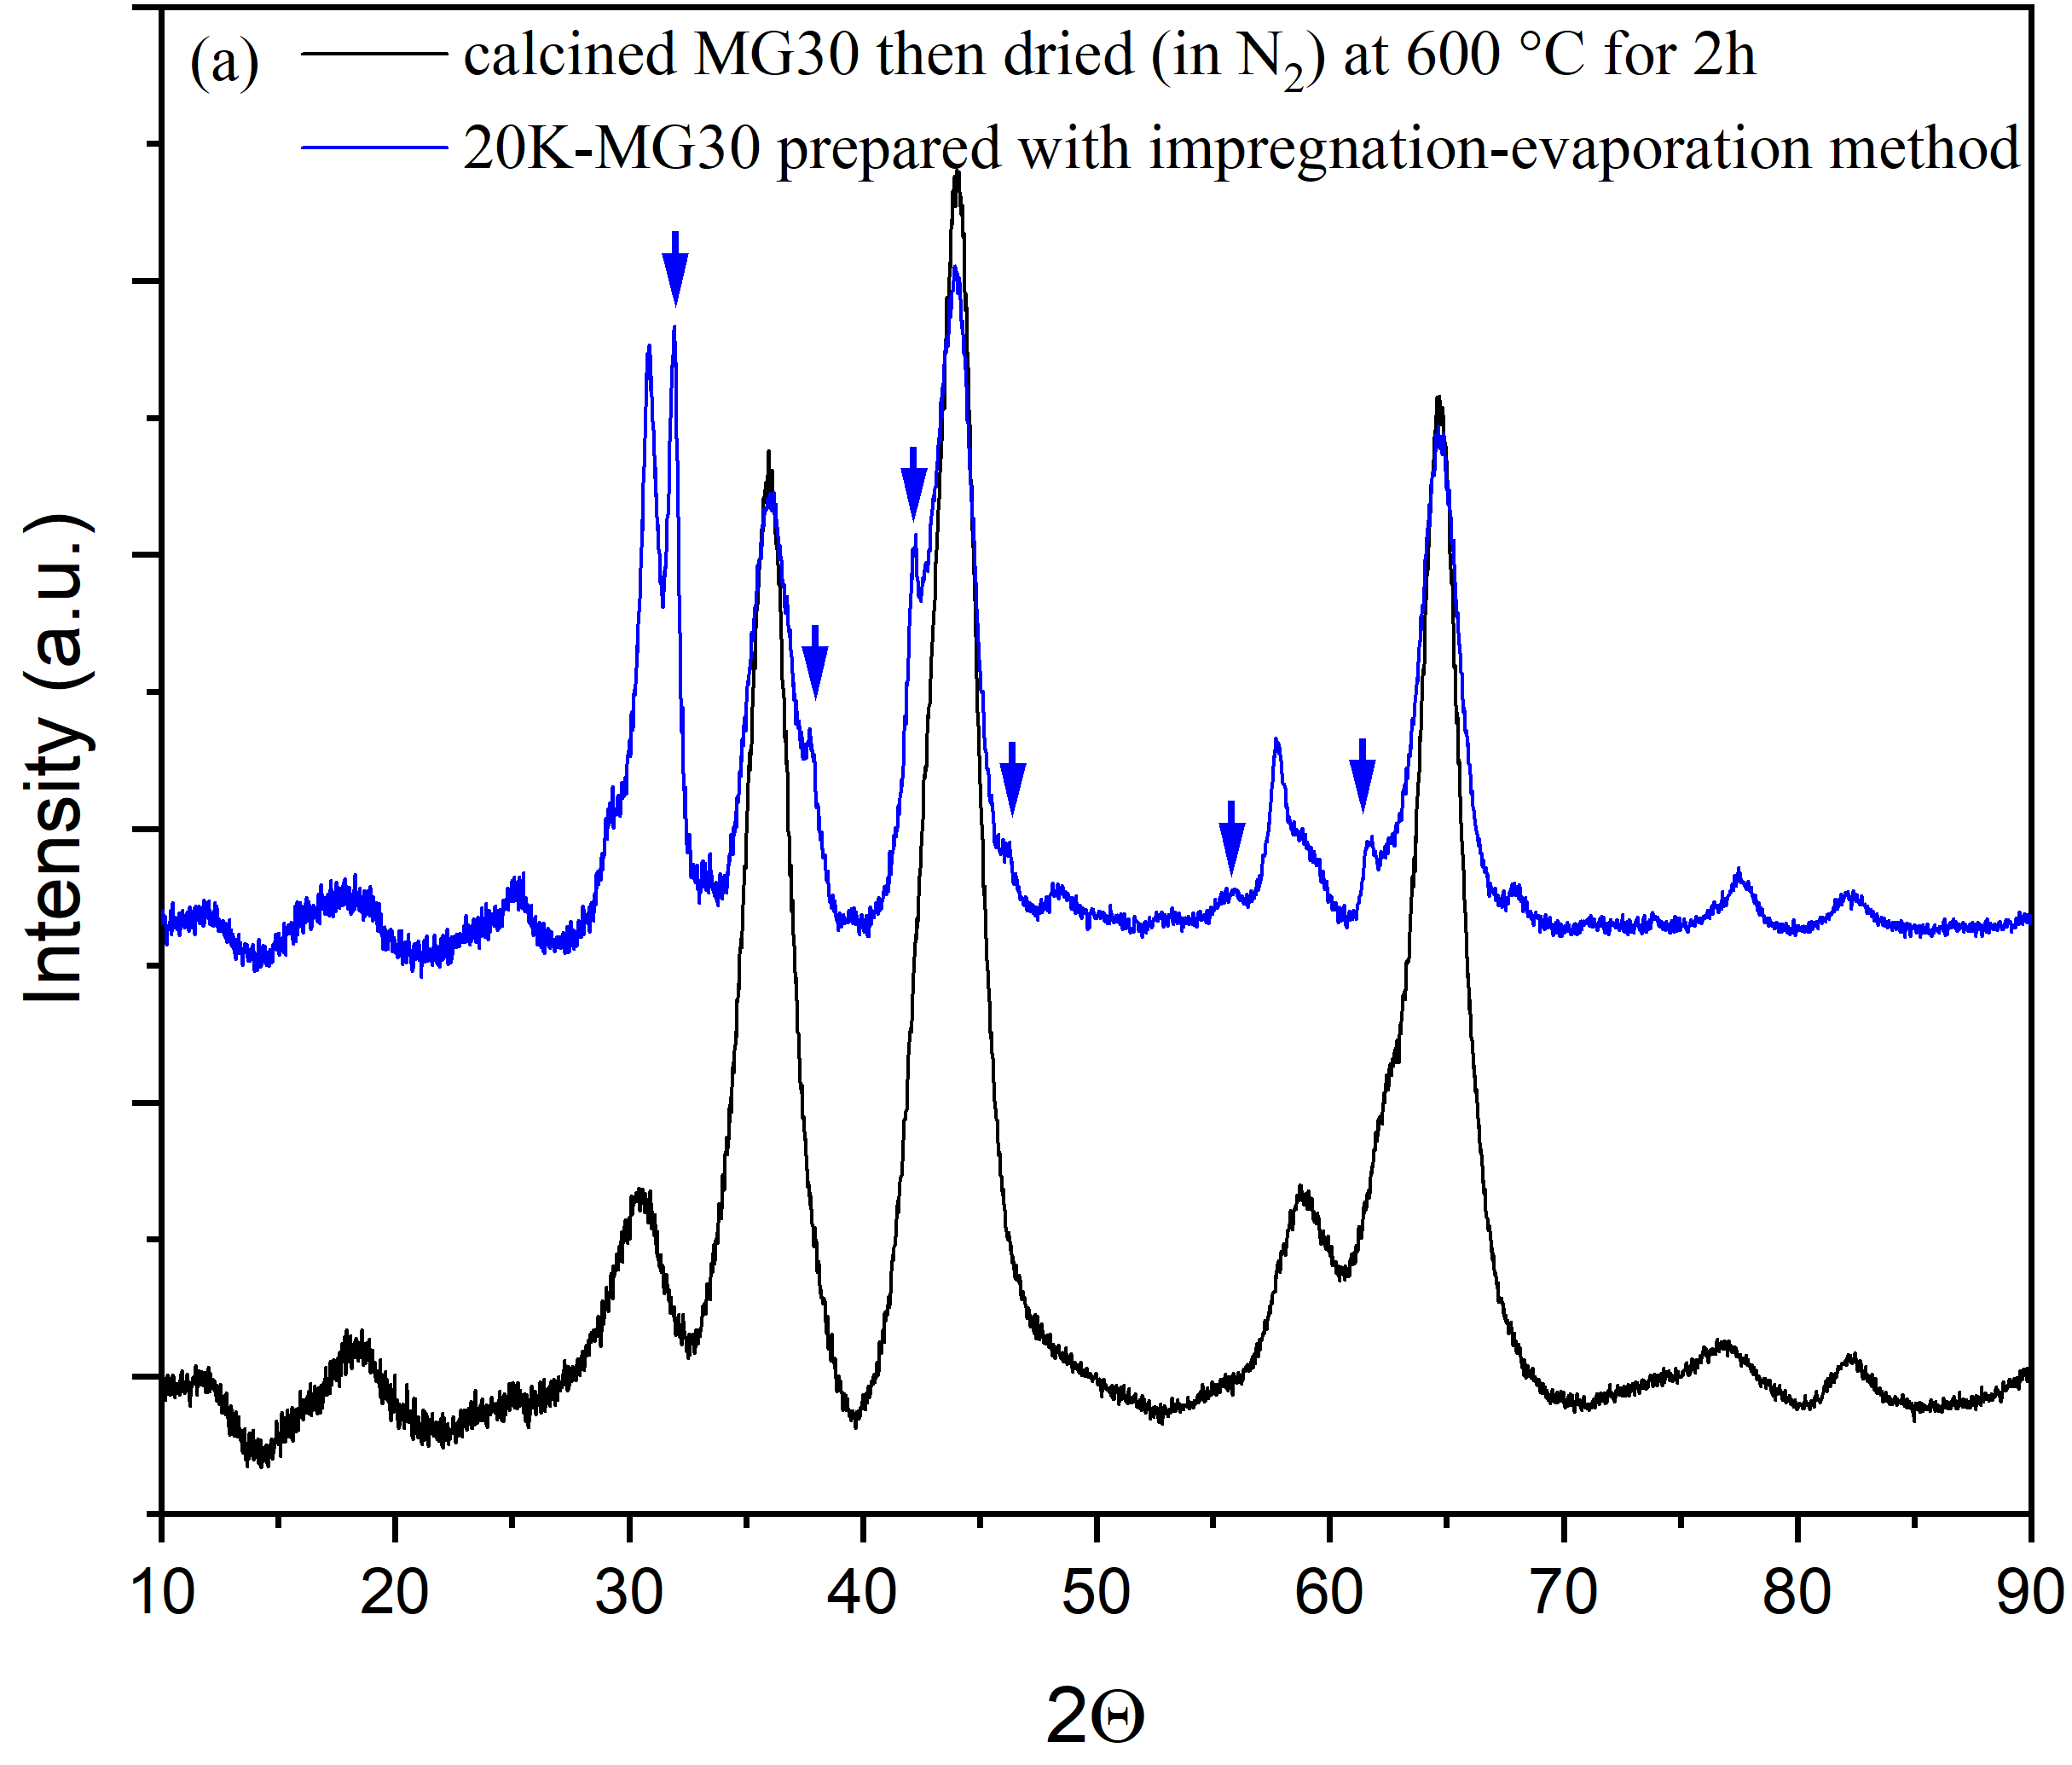 (a) calcined MG30 then dried (in N₂) at 600 °C for 2h
20K-MG30 prepared with impregnation-evaporation method
Intensity (a.u.)
10 20 30 40 50 60 70 80 90
2Θ